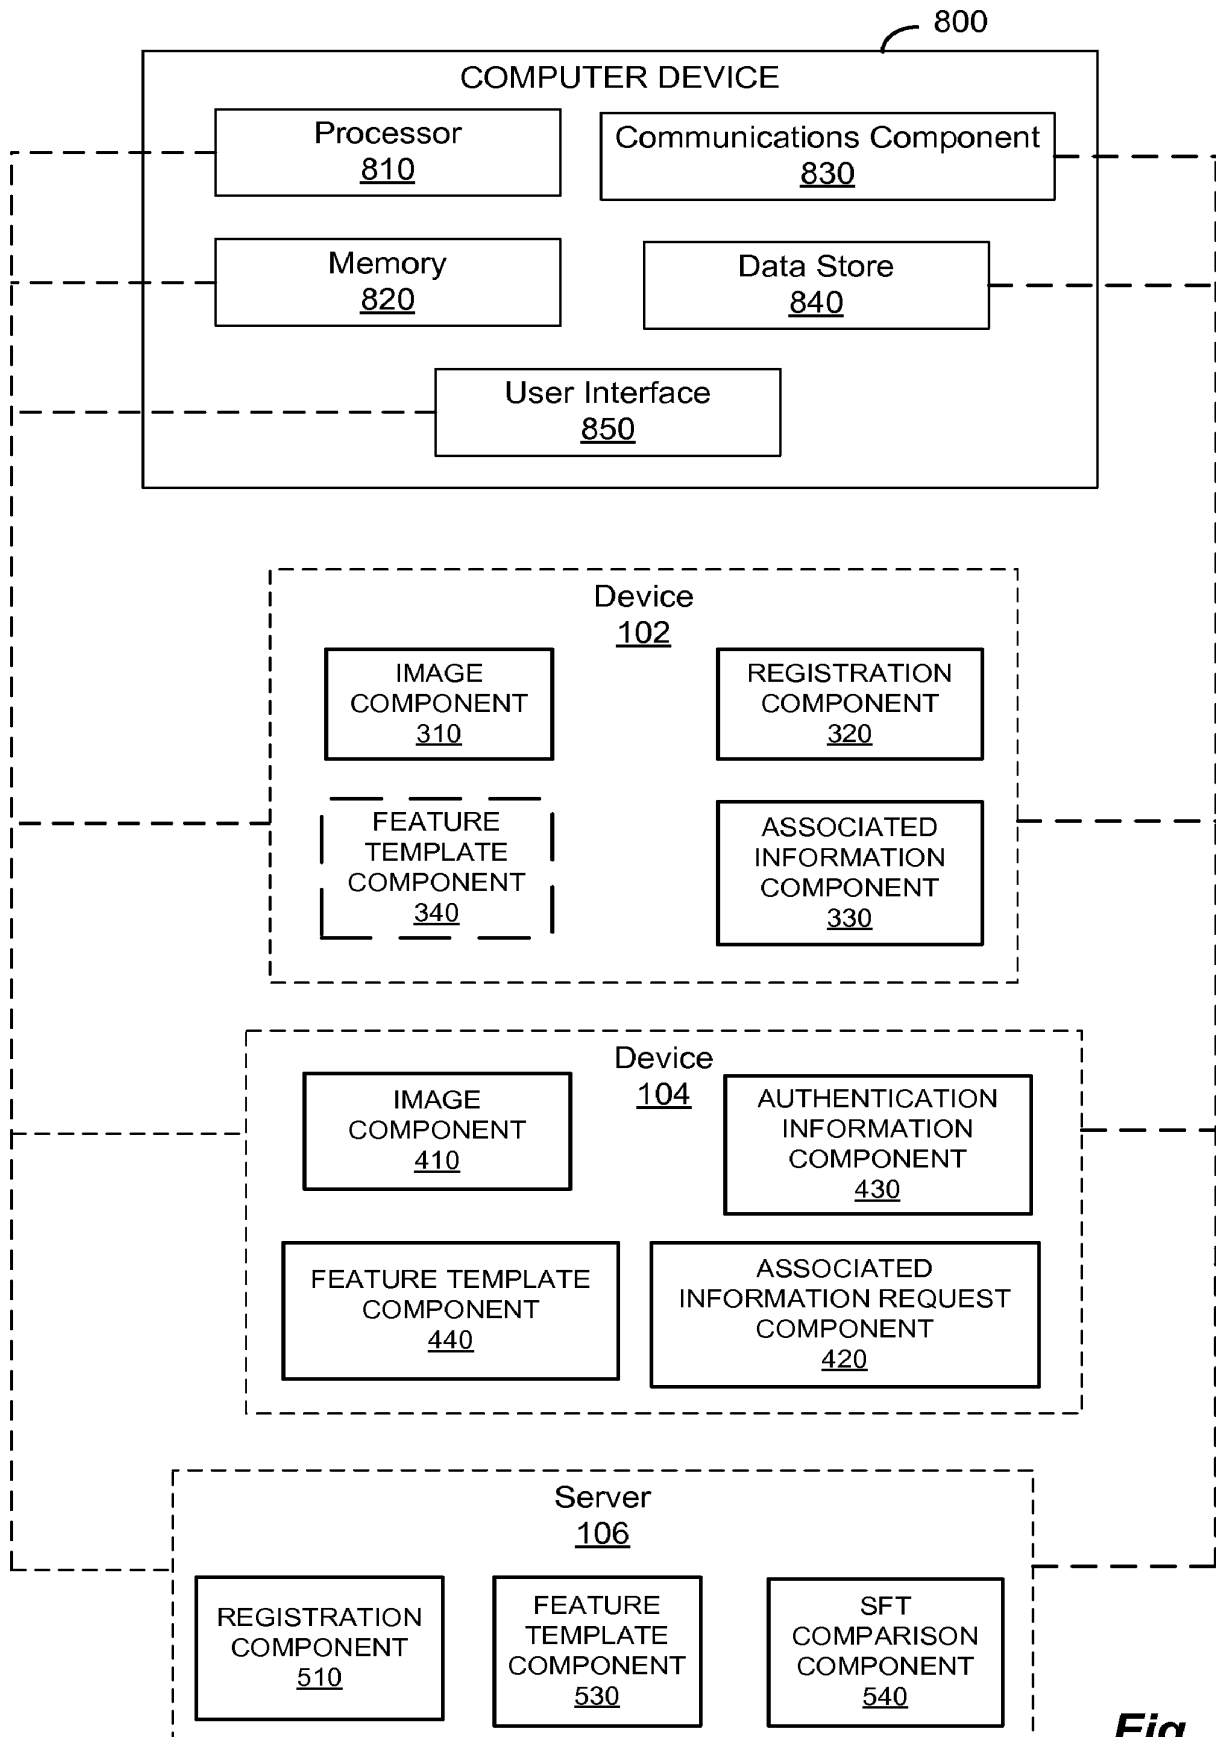 800
COMPUTER DEVICE
Processor
810
Communications Component
830
Memory
820
Data Store
840
User Interface
850
Device
102
IMAGE
COMPONENT
310
REGISTRATION
COMPONENT
320
FEATURE
TEMPLATE
COMPONENT
340
ASSOCIATED
INFORMATION
COMPONENT
330
Device
104
IMAGE
COMPONENT
410
AUTHENTICATION
INFORMATION
COMPONENT
430
FEATURE TEMPLATE
COMPONENT
440
ASSOCIATED
INFORMATION REQUEST
COMPONENT
420
Server
106
REGISTRATION
COMPONENT
510
FEATURE
TEMPLATE
COMPONENT
530
SFT
COMPARISON
COMPONENT
540
Fig